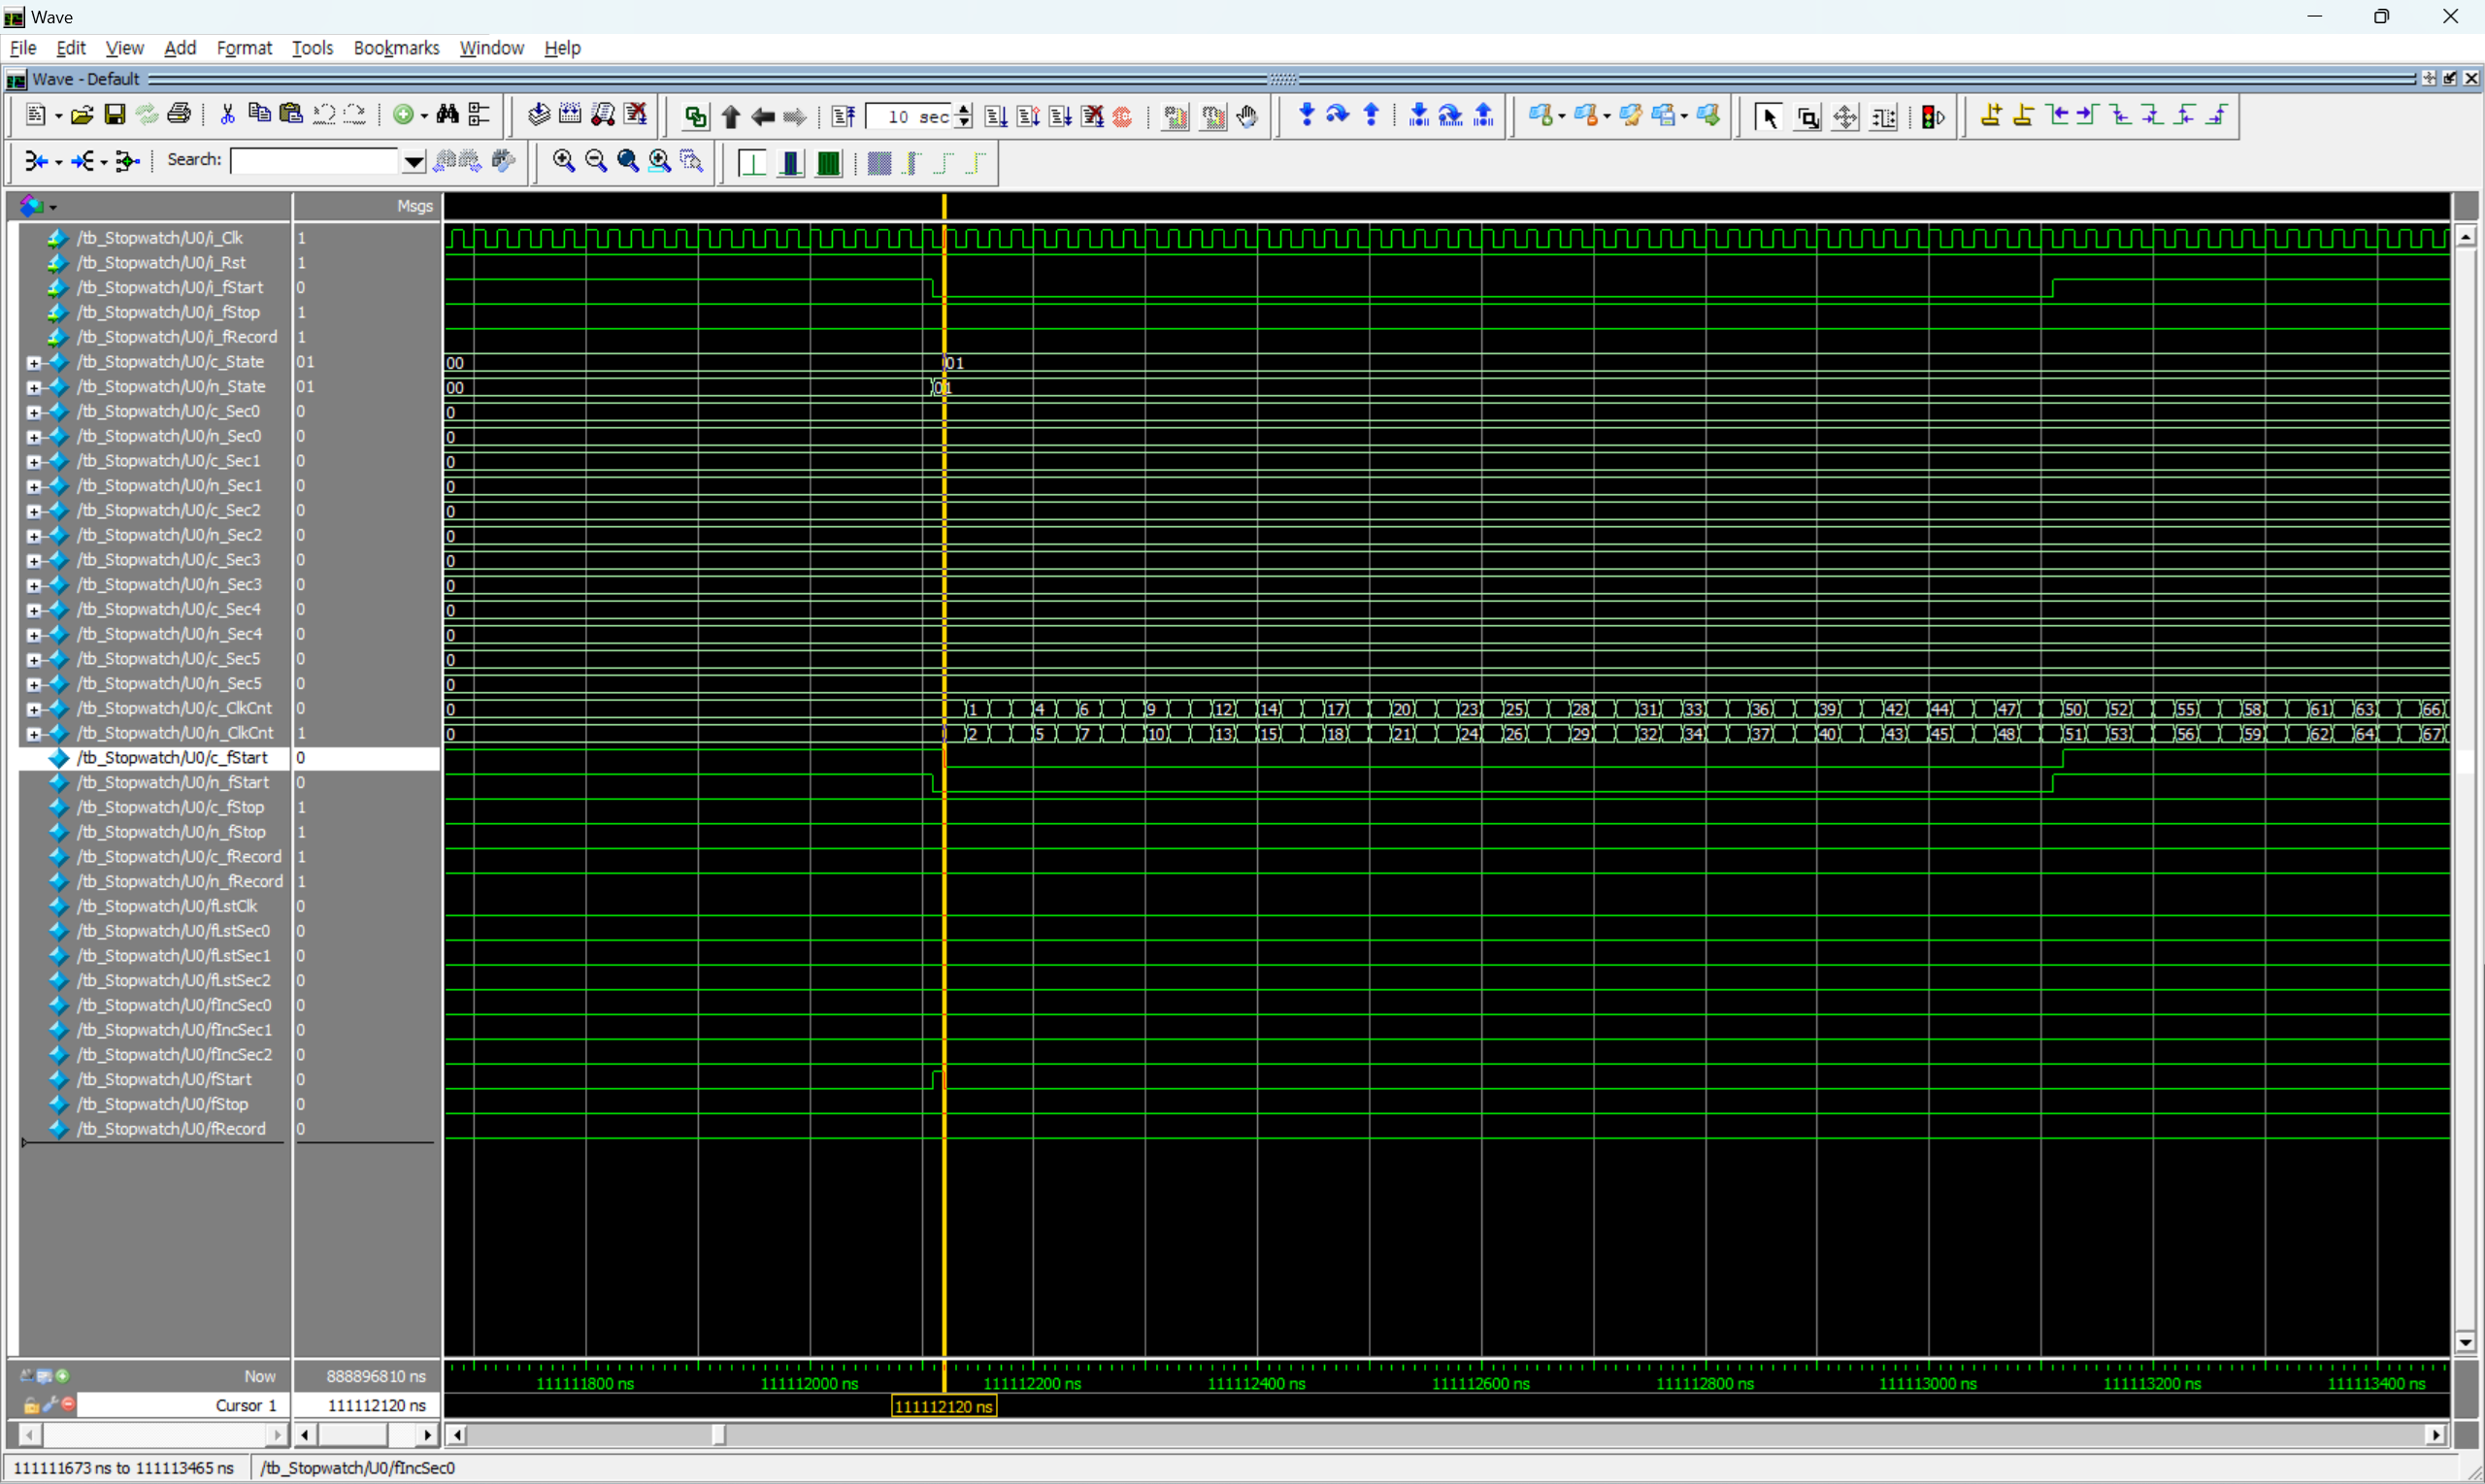 Wave
File Edit View Add Format Tools Bookmarks Window Help
Wave - Default
10 sec
Search:
Msgs
/tb_Stopwatch/U0/i_Clk 1
/tb_Stopwatch/U0/i_Rst 1
/tb_Stopwatch/U0/i_fStart 0
/tb_Stopwatch/U0/i_fStop 1
/tb_Stopwatch/U0/i_fRecord 1
/tb_Stopwatch/U0/c_State 01 00 01
/tb_Stopwatch/U0/n_State 01 00 01
/tb_Stopwatch/U0/c_Sec0 0 0
/tb_Stopwatch/U0/n_Sec0 0 0
/tb_Stopwatch/U0/c_Sec1 0 0
/tb_Stopwatch/U0/n_Sec1 0 0
/tb_Stopwatch/U0/c_Sec2 0 0
/tb_Stopwatch/U0/n_Sec2 0 0
/tb_Stopwatch/U0/c_Sec3 0 0
/tb_Stopwatch/U0/n_Sec3 0 0
/tb_Stopwatch/U0/c_Sec4 0 0
/tb_Stopwatch/U0/n_Sec4 0 0
/tb_Stopwatch/U0/c_Sec5 0 0
/tb_Stopwatch/U0/n_Sec5 0 0
/tb_Stopwatch/U0/c_ClkCnt 0 0 1 4 6 9 12 14 17 20 23 25 28 31 33 36 39 42 44 47 50 52 55 58 61 63 66
/tb_Stopwatch/U0/n_ClkCnt 1 0 2 5 7 10 13 15 18 21 24 26 29 32 34 37 40 43 45 48 51 53 56 59 62 64 67
/tb_Stopwatch/U0/c_fStart 0
/tb_Stopwatch/U0/n_fStart 0
/tb_Stopwatch/U0/c_fStop 1
/tb_Stopwatch/U0/n_fStop 1
/tb_Stopwatch/U0/c_fRecord 1
/tb_Stopwatch/U0/n_fRecord 1
/tb_Stopwatch/U0/fLstClk 0
/tb_Stopwatch/U0/fLstSec0 0
/tb_Stopwatch/U0/fLstSec1 0
/tb_Stopwatch/U0/fLstSec2 0
/tb_Stopwatch/U0/fIncSec0 0
/tb_Stopwatch/U0/fIncSec1 0
/tb_Stopwatch/U0/fIncSec2 0
/tb_Stopwatch/U0/fStart 0
/tb_Stopwatch/U0/fStop 0
/tb_Stopwatch/U0/fRecord 0
Now 888896810 ns 111111800 ns 111112000 ns 111112200 ns 111112400 ns 111112600 ns 111112800 ns 111113000 ns 111113200 ns 111113400 ns
Cursor 1 111112120 ns 111112120 ns
111111673 ns to 111113465 ns /tb_Stopwatch/U0/fIncSec0